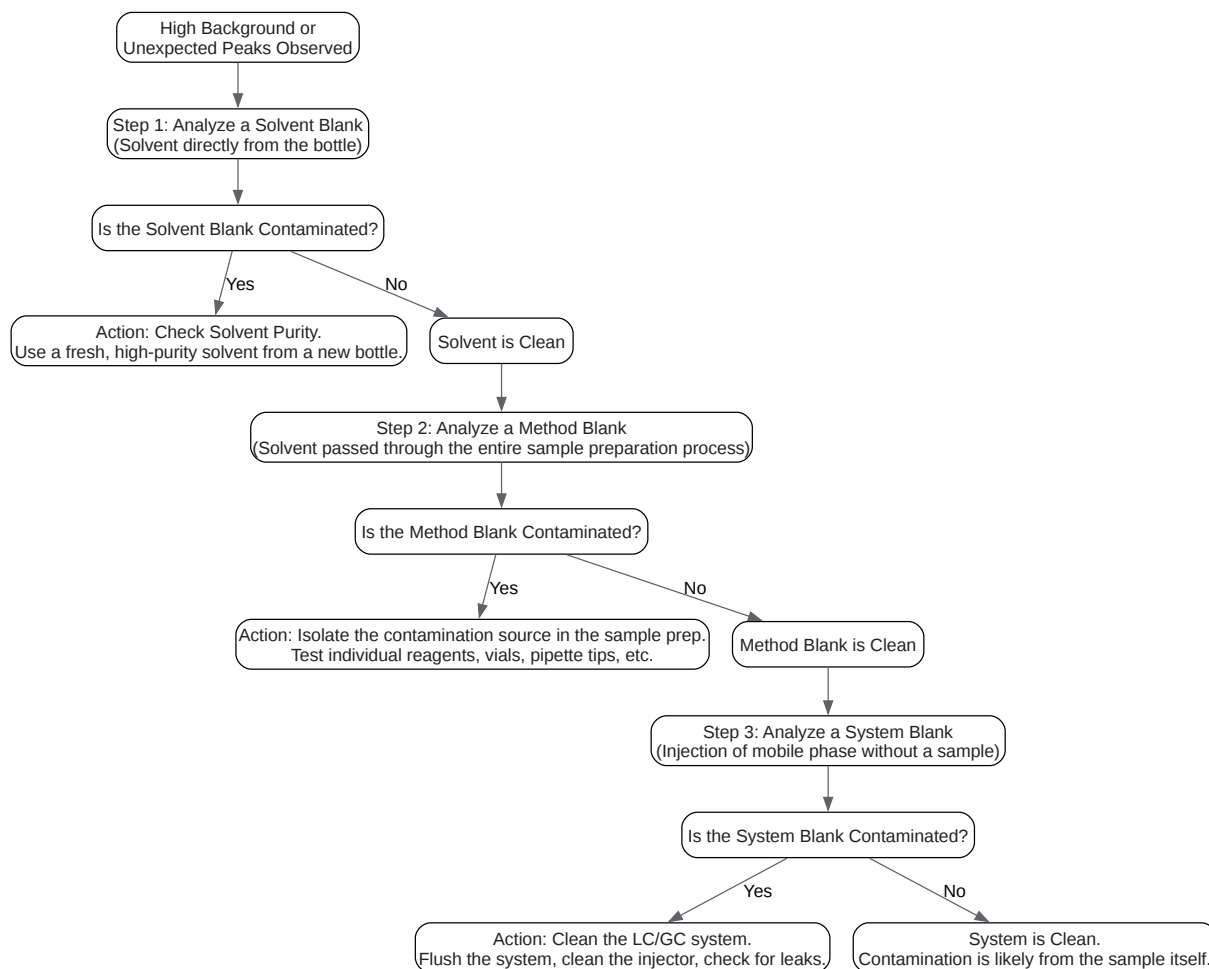 High Background or
Unexpected Peaks Observed
Step 1: Analyze a Solvent Blank
(Solvent directly from the bottle)
Is the Solvent Blank Contaminated?
Yes
No
Action: Check Solvent Purity.
Use a fresh, high-purity solvent from a new bottle.
Solvent is Clean
Step 2: Analyze a Method Blank
(Solvent passed through the entire sample preparation process)
Is the Method Blank Contaminated?
Yes
No
Action: Isolate the contamination source in the sample prep.
Test individual reagents, vials, pipette tips, etc.
Method Blank is Clean
Step 3: Analyze a System Blank
(Injection of mobile phase without a sample)
Is the System Blank Contaminated?
Yes
No
Action: Clean the LC/GC system.
Flush the system, clean the injector, check for leaks.
System is Clean.
Contamination is likely from the sample itself.